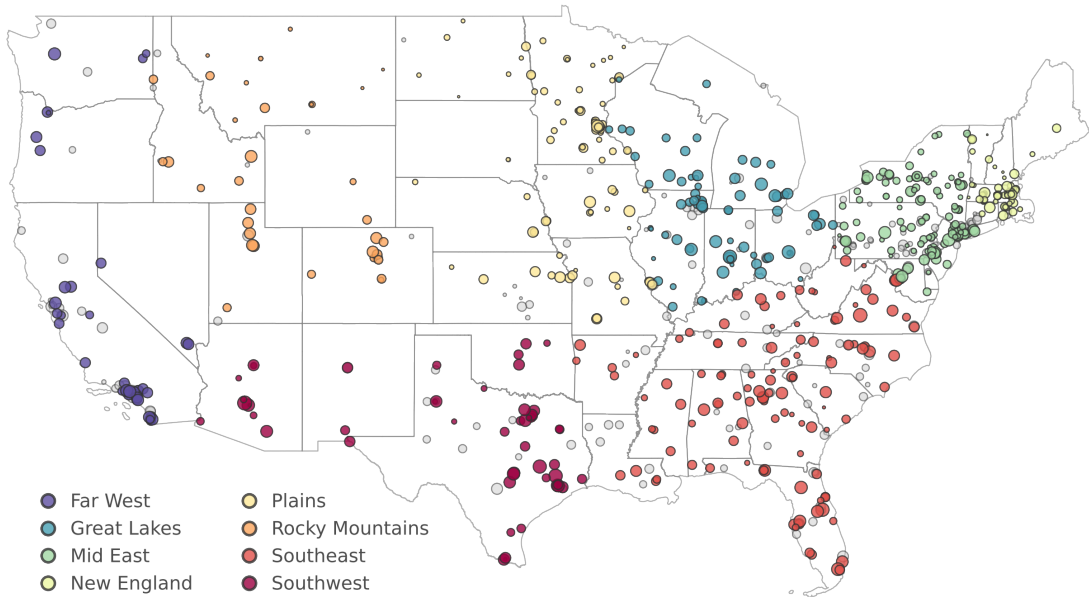 Far West
Great Lakes
Mid East
New England
Plains
Rocky Mountains
Southeast
Southwest